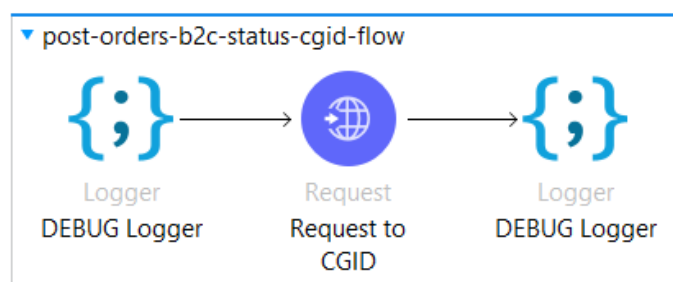 post-orders-b2c-status-cgid-flow
Logger
Request
Logger
DEBUG Logger
Request to
CGID
DEBUG Logger